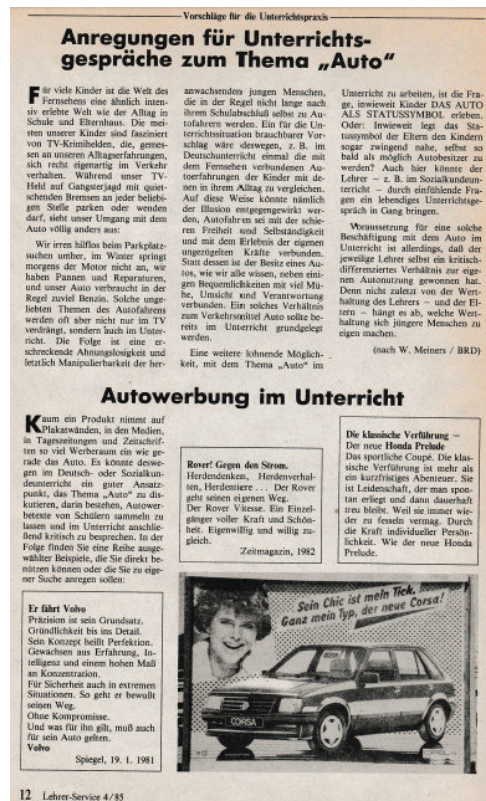 Vorschläge für die Unterrichtspraxis
Anregungen für Unterrichts-
gespräche zum Thema „Auto“
Für viele Kinder ist die Welt des
Fernsehens eine ähnlich inten-
siv erlebte Welt wie der Alltag in
Schule und Elternhaus. Die mei-
sten unserer Kinder sind fasziniert
von TV-Krimihelden, die, gemes-
sen an unseren Alltagserfahrungen,
sich recht eigenartig im Verkehr
verhalten. Während unser TV-
Held auf Gangsterjagd mit quiet-
schenden Bremsen an jeder beliebi-
gen Stelle parken oder wenden
darf, sieht unser Umgang mit dem
Auto völlig anders aus:
Wir irren hilflos beim Parkplatz-
suchen umher, im Winter springt
morgens der Motor nicht an, wir
haben Pannen und Reparaturen,
und unser Auto verbraucht in der
Regel zuviel Benzin. Solche unge-
liebten Themen des Autofahrens
werden oft aber nicht nur im TV
verdrängt, sondern auch im Unter-
richt. Die Folge ist eine er-
schreckende Ahnungslosigkeit und
letztlich Manipulierbarkeit der her-
anwachsenden jungen Menschen,
die in der Regel nicht lange nach
ihrem Schulabschluß selbst zu Au-
tofahrern werden. Ein für die Un-
terrichtssituation brauchbarer Vor-
schlag wäre deswegen, z. B. im
Deutschunterricht einmal die mit
dem Fernsehen verbundenen Au-
toerfahrungen der Kinder mit de-
nen in ihrem Alltag zu vergleichen.
Auf diese Weise könnte nämlich
der Illusion entgegengewirkt wer-
den, Autofahren sei mit der schie-
ren Freiheit und Selbständigkeit
und mit dem Erlebnis der eigenen
ungezügelten Kräfte verbunden.
Statt dessen ist der Besitz eines Au-
tos, wie wir alle wissen, neben eini-
gen Bequemlichkeiten mit viel Mü-
he, Umsicht und Verantwortung
verbunden. Ein solches Verhältnis
zum Verkehrsmittel Auto sollte be-
reits im Unterricht grundgelegt
werden.
Eine weitere lohnende Möglich-
keit, mit dem Thema „Auto“ im
Unterricht zu arbeiten, ist die Fra-
ge, inwieweit Kinder DAS AUTO
ALS STATUSSYMBOL erleben.
Oder: Inwieweit legt das Sta-
tussymbol der Eltern den Kindern
sogar zwingend nahe, selbst so
bald als möglich Autobesitzer zu
werden? Auch hier könnte der
Lehrer – z. B. im Sozialkundeun-
terricht – durch einfühlende Fra-
gen ein lebendiges Unterrichtsge-
spräch in Gang bringen.
Voraussetzung für eine solche
Beschäftigung mit dem Auto im
Unterricht ist allerdings, daß der
jeweilige Lehrer selbst ein kritisch-
differenziertes Verhältnis zur eige-
nen Autonutzung gewonnen hat.
Denn nicht zuletzt von der Wert-
haltung des Lehrers – und der El-
tern – hängt es ab, welche Wert-
haltung sich jüngere Menschen zu
eigen machen.
(nach W. Meiners / BRD)
Autowerbung im Unterricht
Kaum ein Produkt nimmt auf
Plakatwänden, in den Medien,
in Tageszeitungen und Zeitschrif-
ten so viel Werberaum ein wie ge-
rade das Auto. Es könnte deswe-
gen im Deutsch- oder Sozialkun-
deunterricht ein guter Ansatz-
punkt, das Thema „Auto“ zu dis-
kutieren, darin bestehen, Autower-
betexte von Schülern sammeln zu
lassen und im Unterricht anschlie-
ßend kritisch zu besprechen. In der
Folge finden Sie eine Reihe ausge-
wählter Beispiele, die Sie direkt be-
nützen können oder die Sie zu eige-
ner Suche anregen sollen:
Er fährt Volvo
Präzision ist sein Grundsatz.
Gründlichkeit bis ins Detail.
Sein Konzept heißt Perfektion.
Gewachsen aus Erfahrung, In-
telligenz und einem hohen Maß
an Konzentration.
Für Sicherheit auch in extremen
Situationen. So geht er bewußt
seinen Weg.
Ohne Kompromisse.
Und was für ihn gilt, muß auch
für sein Auto gelten.
Volvo
Spiegel, 19. 1. 1981
Rover! Gegen den Strom.
Herdendenken, Herdenverhal-
ten, Herdentiere . . . Der Rover
geht seinen eigenen Weg.
Der Rover Vitesse. Ein Einzel-
gänger voller Kraft und Schön-
heit. Eigenwillig und willig zu-
gleich.
Zeitmagazin, 1982
Die klassische Verführung –
Der neue Honda Prelude
Das sportliche Coupé. Die klas-
sische Verführung ist mehr als
ein kurzfristiges Abenteuer. Sie
ist Leidenschaft, der man spon-
tan erliegt und dann dauerhaft
treu bleibt. Weil sie immer wie-
der zu fesseln vermag. Durch
die Kraft individueller Persön-
lichkeit. Wie der neue Honda
Prelude.
Sein Chic ist mein Tick.
Ganz mein Typ, der neue Corsa!
CORSA
OPEL
12 Lehrer-Service 4/85